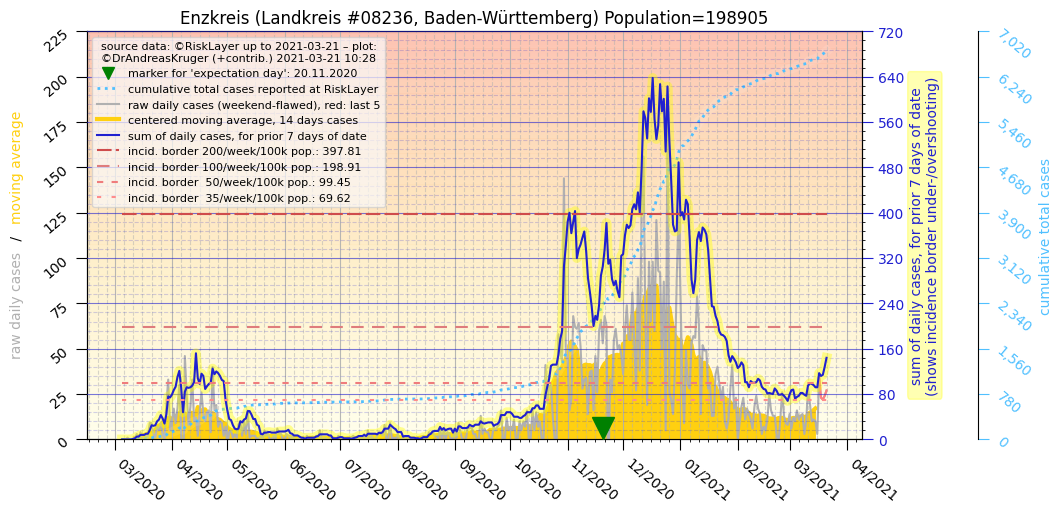 Enzkreis (Landkreis #08236, Baden-Württemberg) Population=198905
source data: ©RiskLayer up to 2021-03-21 – plot:
©DrAndreasKruger (+contrib.) 2021-03-21 10:28
marker for 'expectation day': 20.11.2020
cumulative total cases reported at RiskLayer
raw daily cases (weekend-flawed), red: last 5
centered moving average, 14 days cases
sum of daily cases, for prior 7 days of date
incid. border 200/week/100k pop.: 397.81
incid. border 100/week/100k pop.: 198.91
incid. border  50/week/100k pop.: 99.45
incid. border  35/week/100k pop.: 69.62
raw daily cases / moving average
225
200
175
150
125
100
75
50
25
0
03/2020
04/2020
05/2020
06/2020
07/2020
08/2020
09/2020
10/2020
11/2020
12/2020
01/2021
02/2021
03/2021
04/2021
720
640
560
480
400
320
240
160
80
0
sum of daily cases, for prior 7 days of date
(shows incidence border under-/overshooting)
7,020
6,240
5,460
4,680
3,900
3,120
2,340
1,560
780
0
cumulative total cases